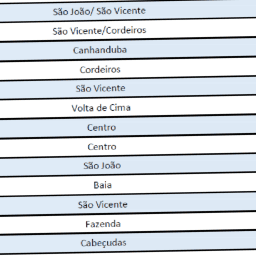 São João/ São Vicente
São Vicente/Cordeiros
Canhanduba
Cordeiros
São Vicente
Volta de Cima
Centro
Centro
São João
Baia
São Vicente
Fazenda
Cabeçudas